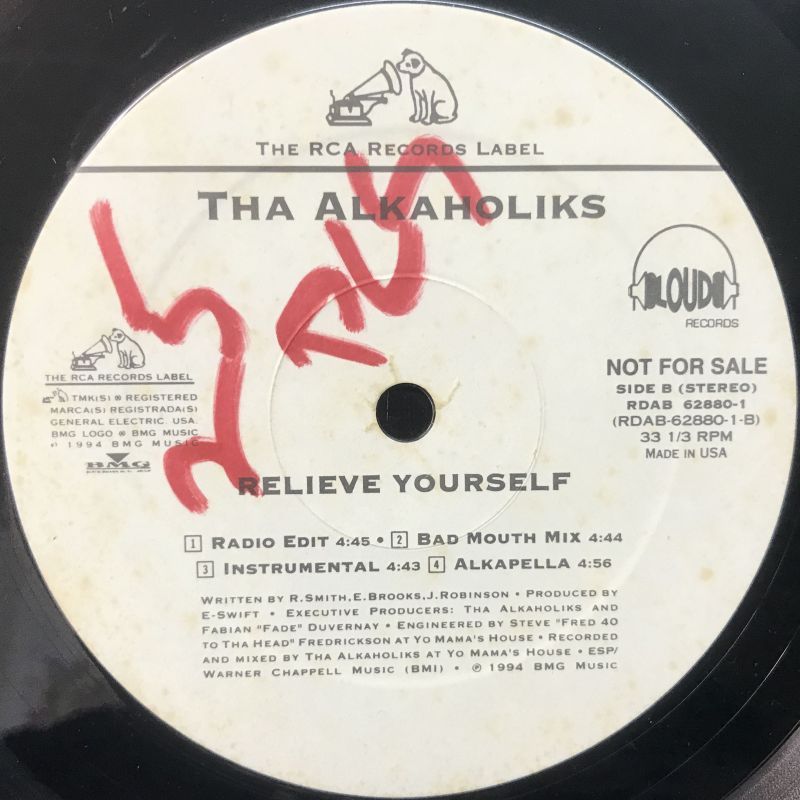 THE RCA RECORDS LABEL
THA ALKAHOLIKS
LOUD
RECORDS
THE RCA RECORDS LABEL
TMK(S) ® REGISTERED
MARCA(S) REGISTRADA(S)
GENERAL ELECTRIC. USA.
BMG LOGO ® BMG MUSIC
1994 BMG MUSIC
BMG
NOT FOR SALE
SIDE B (STEREO)
RDAB 62880-1
(RDAB-62880-1-B)
33 1/3 RPM
MADE IN USA
RELIEVE YOURSELF
1 RADIO EDIT 4:45 • 2 BAD MOUTH MIX 4:44
3 INSTRUMENTAL 4:43 4 ALKAPELLA 4:56
WRITTEN BY R.SMITH,E.BROOKS,J.ROBINSON • PRODUCED BY
E-SWIFT • EXECUTIVE PRODUCERS: THA ALKAHOLIKS AND
FABIAN "FADE" DUVERNAY • ENGINEERED BY STEVE "FRED 40
TO THA HEAD" FREDRICKSON AT YO MAMA'S HOUSE • RECORDED
AND MIXED BY THA ALKAHOLIKS AT YO MAMA'S HOUSE • ESP/
WARNER CHAPPELL MUSIC (BMI) • ℗ 1994 BMG MUSIC